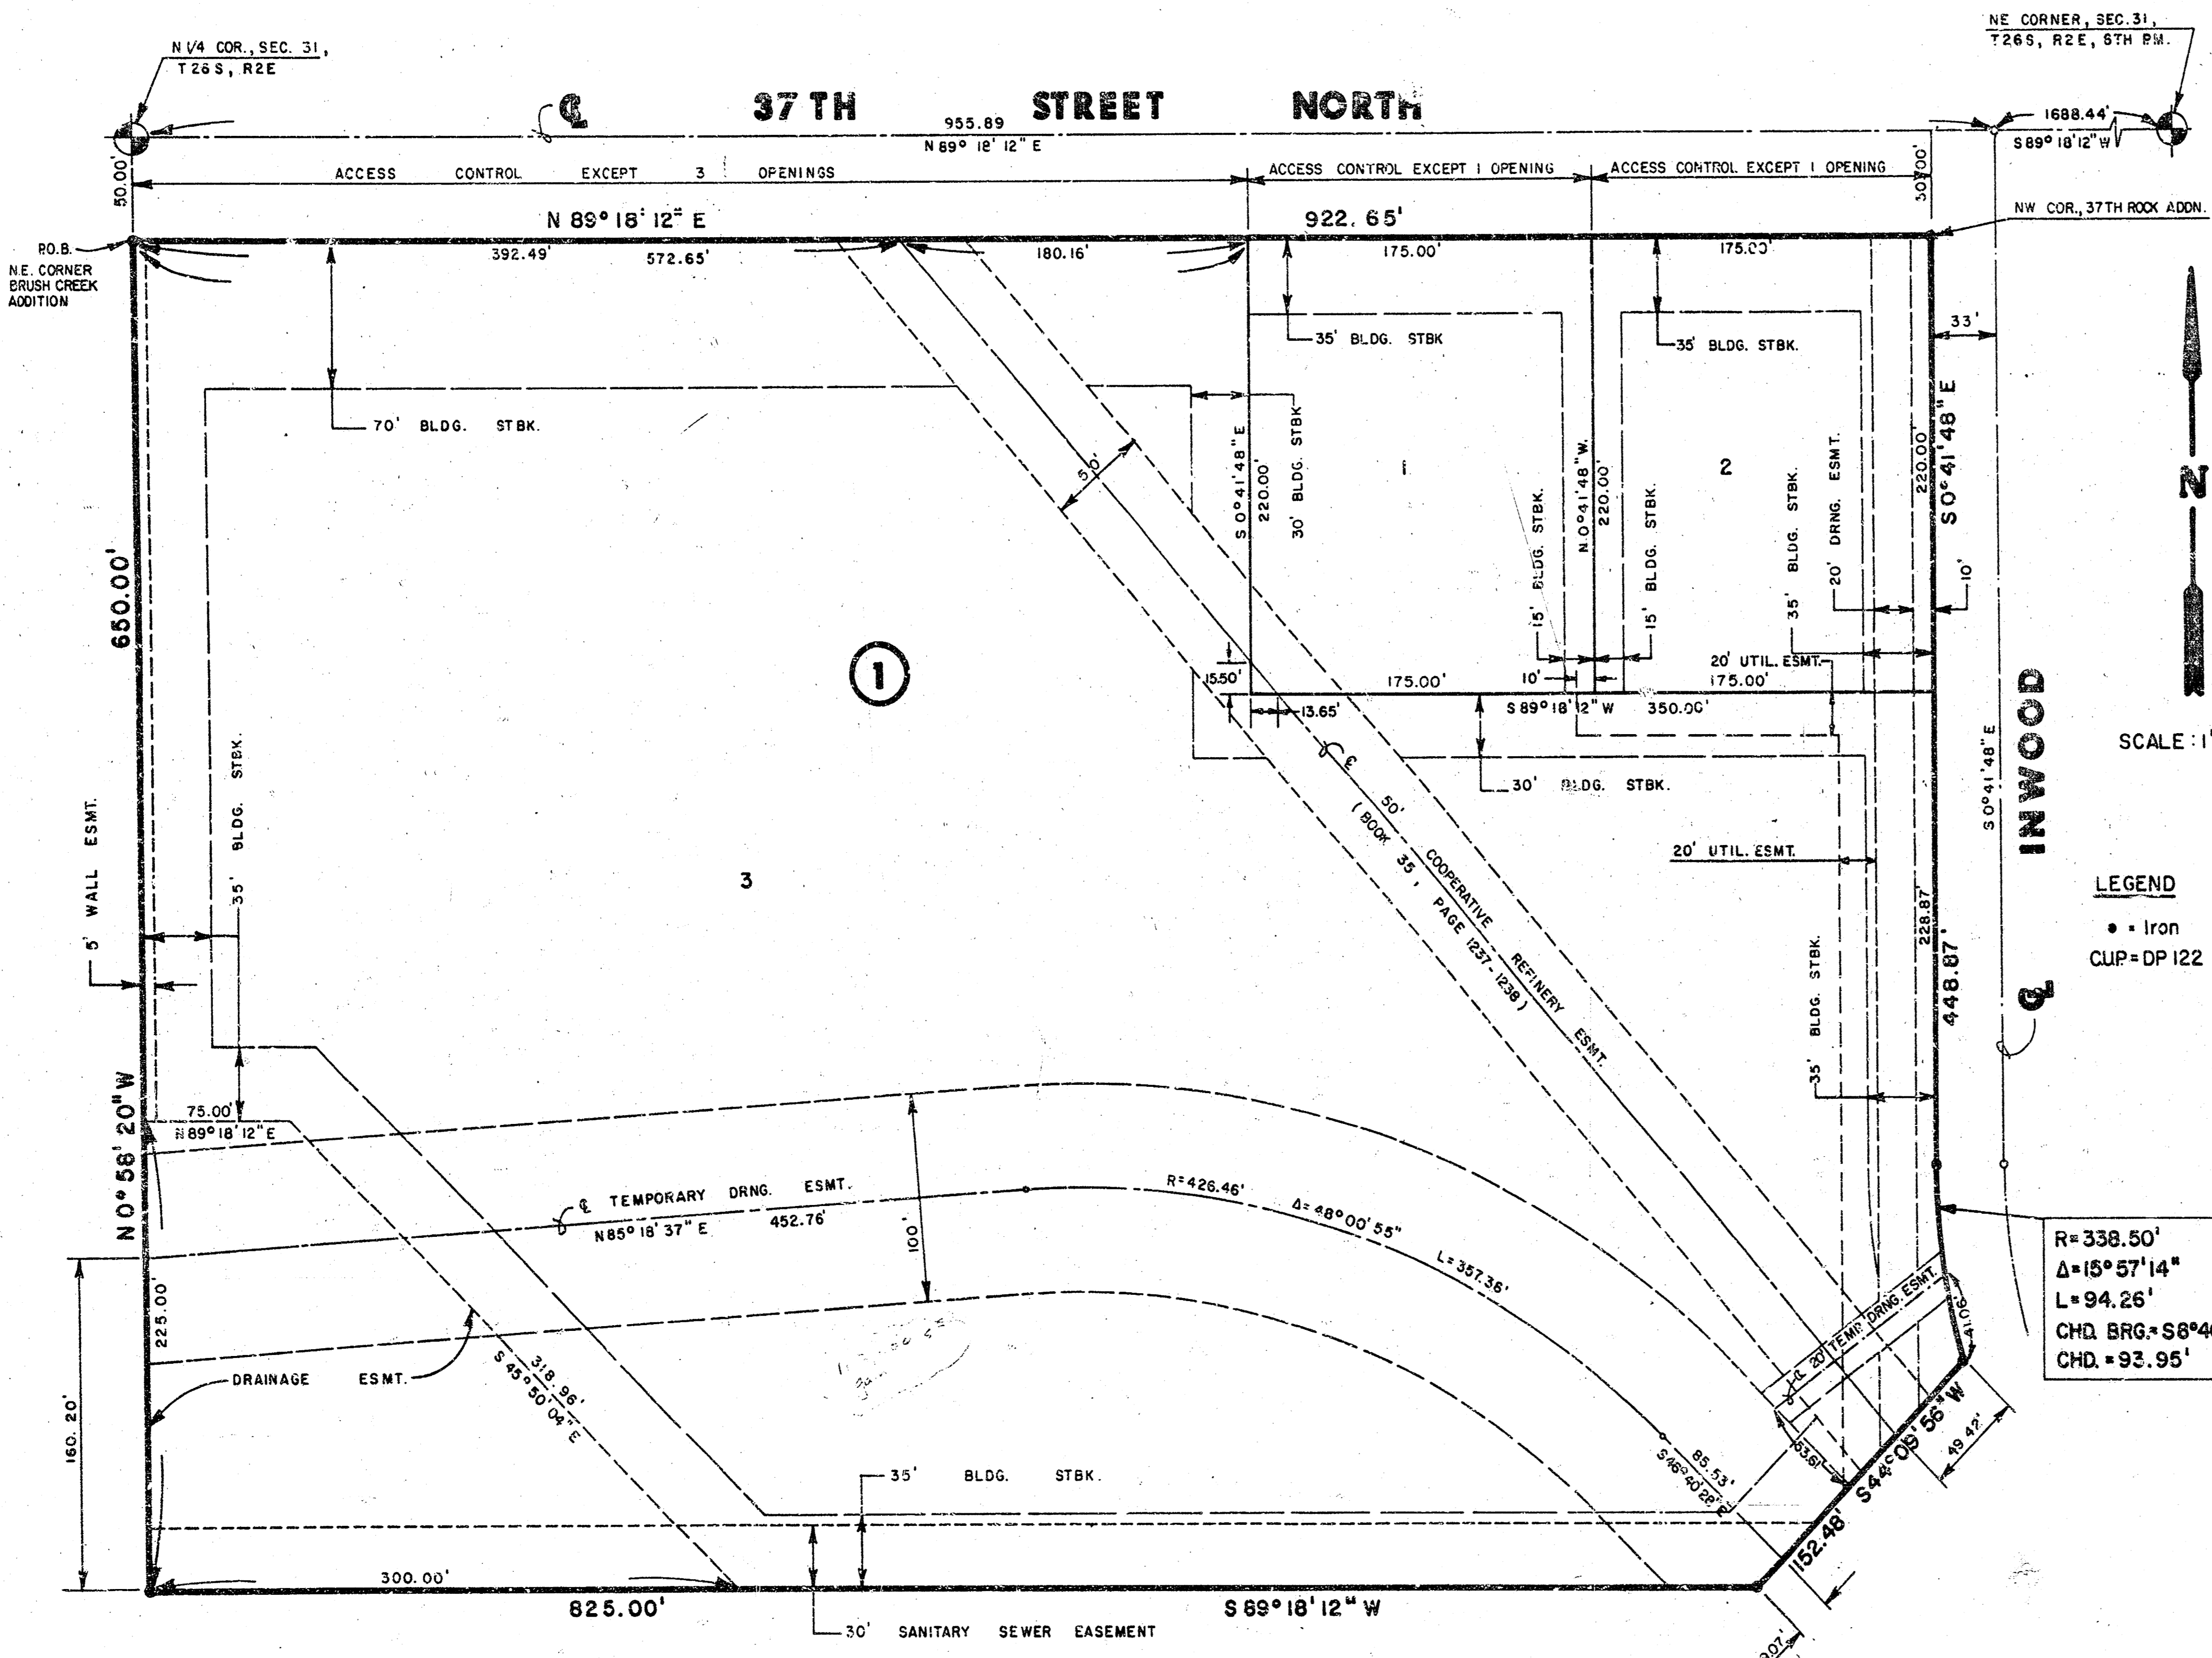 N 1/4 COR., SEC. 31,
T26S, R2E
NE CORNER, SEC. 31,
T26S, R2E, 6TH P.M.
℄ 37TH STREET NORTH
955.89
N 89° 18' 12" E
1688.44'
S 89° 18' 12" W
50.00'
ACCESS CONTROL EXCEPT 3 OPENINGS
ACCESS CONTROL EXCEPT 1 OPENING
ACCESS CONTROL EXCEPT 1 OPENING
50.00'
N 89° 18' 12" E
922.65'
NW COR., 37TH ROCK ADDN.
P.O.B.
N.E. CORNER
BRUSH CREEK
ADDITION
392.49'
572.65'
180.16'
175.00'
175.00'
33'
35' BLDG. STBK
35' BLDG. STBK.
70' BLDG. STBK.
50'
S 0° 41' 48" E
220.00'
30' BLDG. STBK
1
2
15' BLDG. STBK.
N 0° 41' 48" W.
220.00'
15' BLDG. STBK.
35' BLDG. STBK.
20' DRNG. ESMT.
220.00'
S 0° 41' 48" E
10'
N
650.00'
1
15.50'
13.65'
175.00'
10'
20' UTIL. ESMT.
175.00'
S 89° 18' 12" W 350.00'
30' BLDG. STBK.
INWOOD
℄
S 0° 41' 48" E
SCALE : 1"
LEGEND
• = Iron
C.U.P. = DP 122
5' WALL ESMT.
35' BLDG. STBK.
3
℄
50' COOPERATIVE REFINERY ESMT.
( BOOK 35, PAGE 1237-1238 )
20' UTIL. ESMT.
35' BLDG. STBK.
228.87'
448.87'
N 0° 58' 20" W
75.00'
N 89° 18' 12" E
℄ TEMPORARY DRNG. ESMT.
N 85° 18' 37" E 452.76'
100'
R= 426.46'
Δ= 48° 00' 55"
L= 357.36'
R= 338.50'
Δ= 15° 57' 14"
L= 94.26'
CHD. BRG.= S 8° 4
CHD. = 93.95'
225.00'
160.20'
DRAINAGE ESMT.
318.96'
S 45° 50' 04" E
℄ 20' TEMP. DRNG. ESMT.
41.06'
53.61'
49.42'
S 44° 09' 56" W
152.48'
85.53'
S 46° 40' 28" E
35' BLDG. STBK.
300.00'
825.00'
S 89° 18' 12" W
30' SANITARY SEWER EASEMENT
.07'